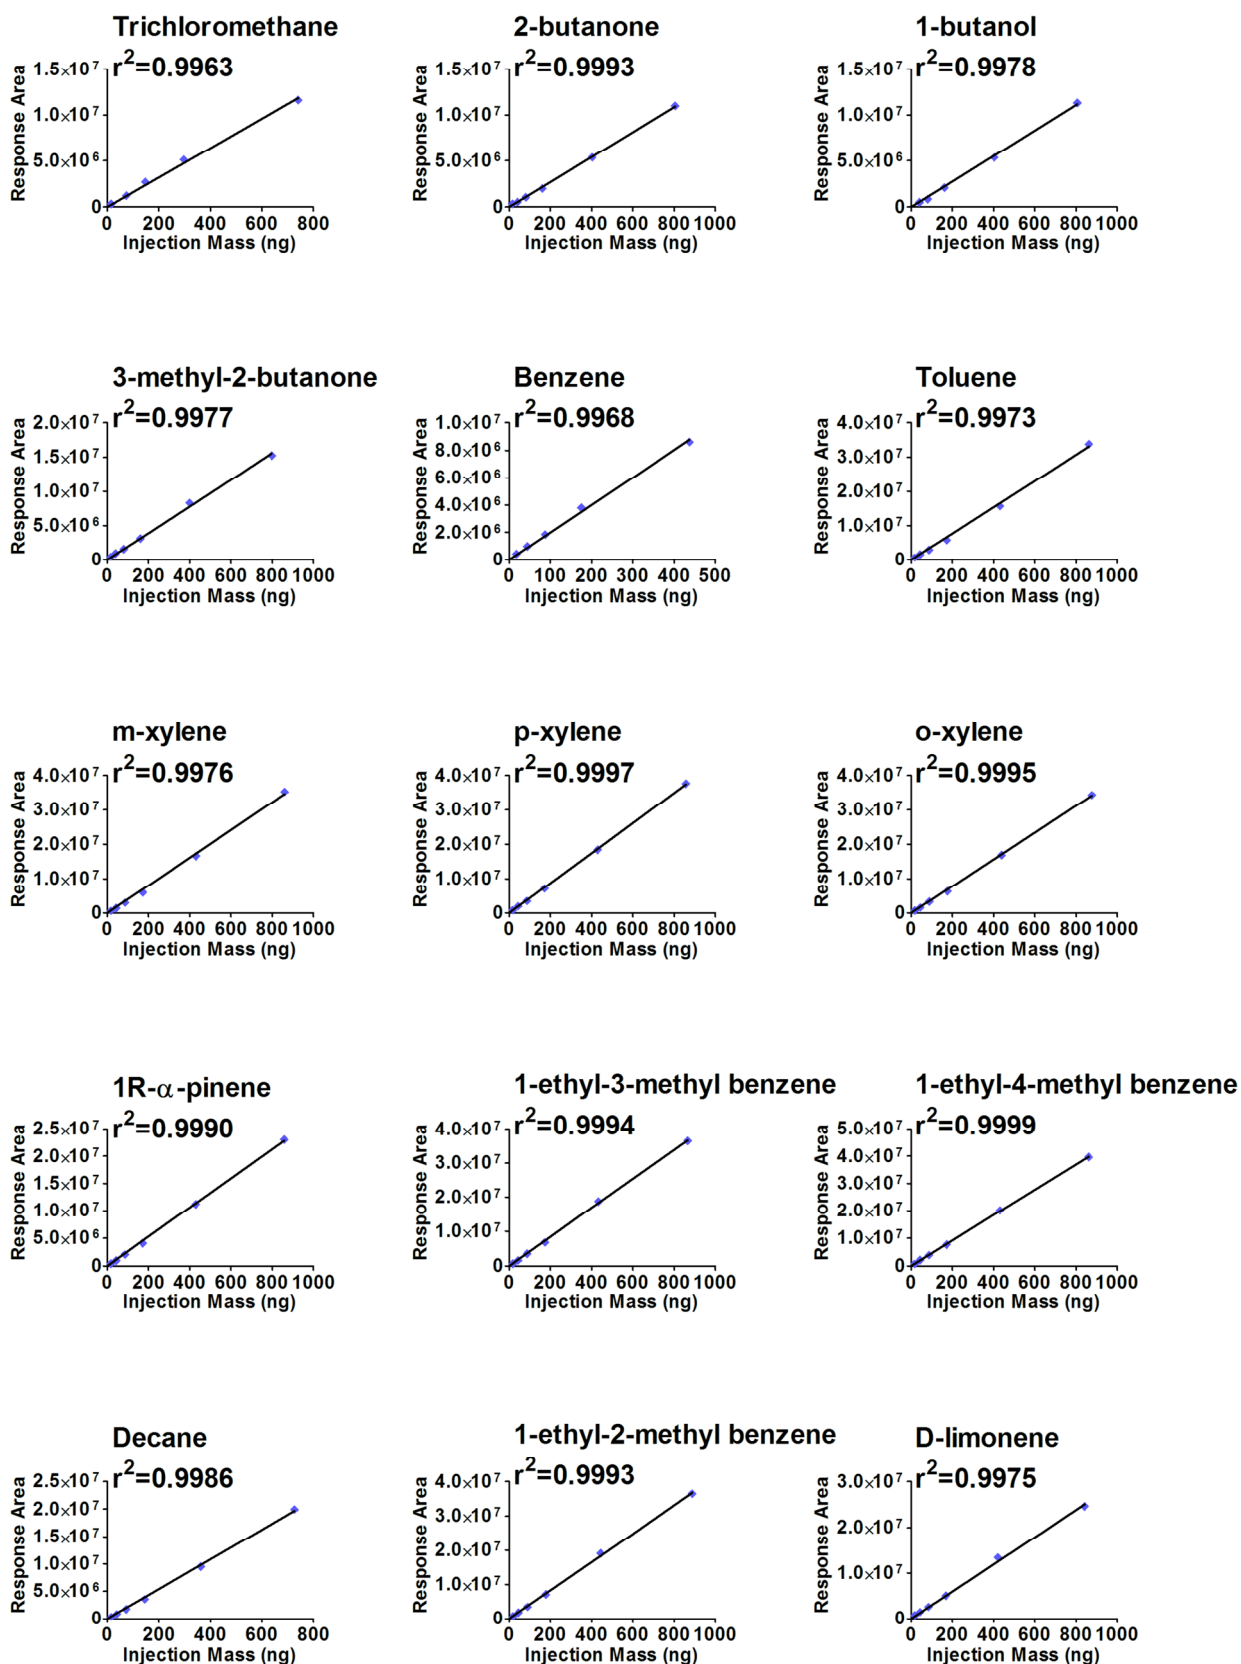 Trichloromethane
r²=0.9963
Response Area
1.5×10⁷
1.0×10⁷
5.0×10⁶
0
0 200 400 600 800
Injection Mass (ng)
2-butanone
r²=0.9993
Response Area
1.5×10⁷
1.0×10⁷
5.0×10⁶
0
0 200 400 600 800 1000
Injection Mass (ng)
1-butanol
r²=0.9978
Response Area
1.5×10⁷
1.0×10⁷
5.0×10⁶
0
0 200 400 600 800 1000
Injection Mass (ng)
3-methyl-2-butanone
r²=0.9977
Response Area
2.0×10⁷
1.5×10⁷
1.0×10⁷
5.0×10⁶
0
0 200 400 600 800 1000
Injection Mass (ng)
Benzene
r²=0.9968
Response Area
1.0×10⁷
8.0×10⁶
6.0×10⁶
4.0×10⁶
2.0×10⁶
0
0 100 200 300 400 500
Injection Mass (ng)
Toluene
r²=0.9973
Response Area
4.0×10⁷
3.0×10⁷
2.0×10⁷
1.0×10⁷
0
0 200 400 600 800 1000
Injection Mass (ng)
m-xylene
r²=0.9976
Response Area
4.0×10⁷
3.0×10⁷
2.0×10⁷
1.0×10⁷
0
0 200 400 600 800 1000
Injection Mass (ng)
p-xylene
r²=0.9997
Response Area
4.0×10⁷
3.0×10⁷
2.0×10⁷
1.0×10⁷
0
0 200 400 600 800 1000
Injection Mass (ng)
o-xylene
r²=0.9995
Response Area
4.0×10⁷
3.0×10⁷
2.0×10⁷
1.0×10⁷
0
0 200 400 600 800 1000
Injection Mass (ng)
1R-α-pinene
r²=0.9990
Response Area
2.5×10⁷
2.0×10⁷
1.5×10⁷
1.0×10⁷
5.0×10⁶
0
0 200 400 600 800 1000
Injection Mass (ng)
1-ethyl-3-methyl benzene
r²=0.9994
Response Area
4.0×10⁷
3.0×10⁷
2.0×10⁷
1.0×10⁷
0
0 200 400 600 800 1000
Injection Mass (ng)
1-ethyl-4-methyl benzene
r²=0.9999
Response Area
5.0×10⁷
4.0×10⁷
3.0×10⁷
2.0×10⁷
1.0×10⁷
0
0 200 400 600 800 1000
Injection Mass (ng)
Decane
r²=0.9986
Response Area
2.5×10⁷
2.0×10⁷
1.5×10⁷
1.0×10⁷
5.0×10⁶
0
0 200 400 600 800
Injection Mass (ng)
1-ethyl-2-methyl benzene
r²=0.9993
Response Area
4.0×10⁷
3.0×10⁷
2.0×10⁷
1.0×10⁷
0
0 200 400 600 800 1000
Injection Mass (ng)
D-limonene
r²=0.9975
Response Area
3.0×10⁷
2.0×10⁷
1.0×10⁷
0
0 200 400 600 800 1000
Injection Mass (ng)